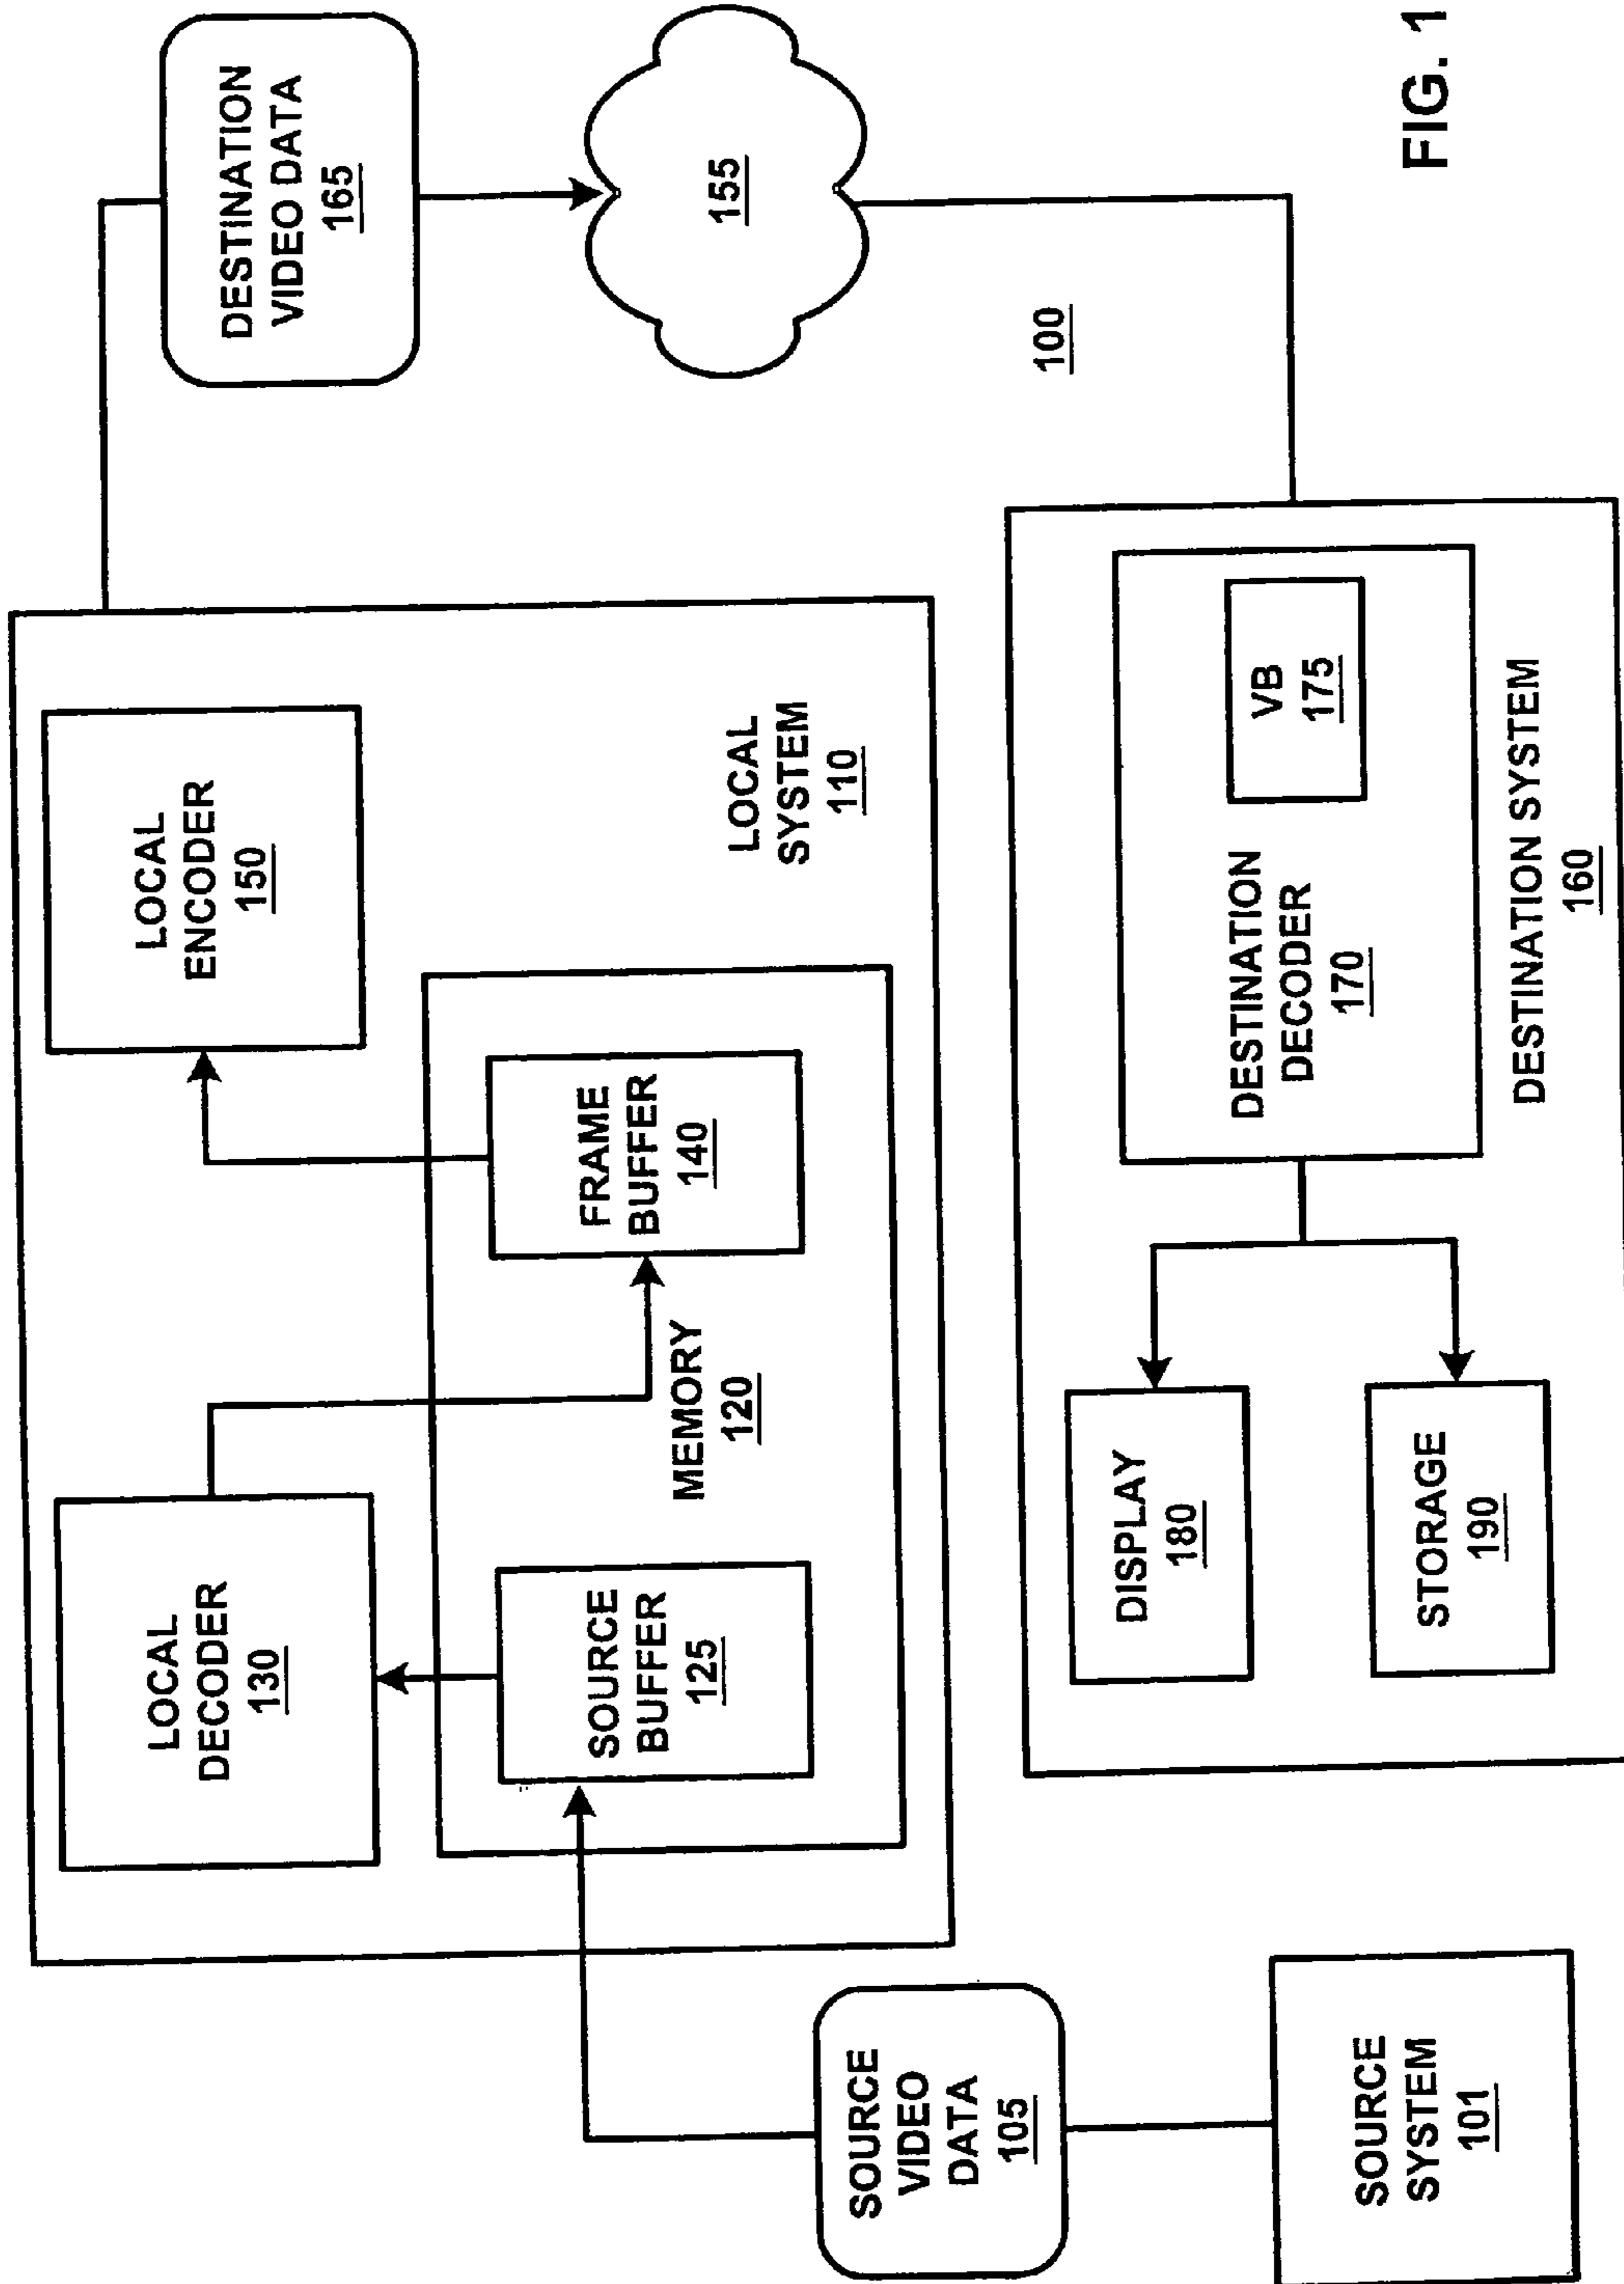 LOCAL
DECODER
130
LOCAL
ENCODER
150
DESTINATION
VIDEO DATA
165
SOURCE
BUFFER
125
FRAME
BUFFER
140
MEMORY
120
LOCAL
SYSTEM
110
155
SOURCE
VIDEO
DATA
105
100
DISPLAY
180
DESTINATION
DECODER
170
VB
175
STORAGE
190
DESTINATION SYSTEM
160
SOURCE
SYSTEM
101
FIG. 1